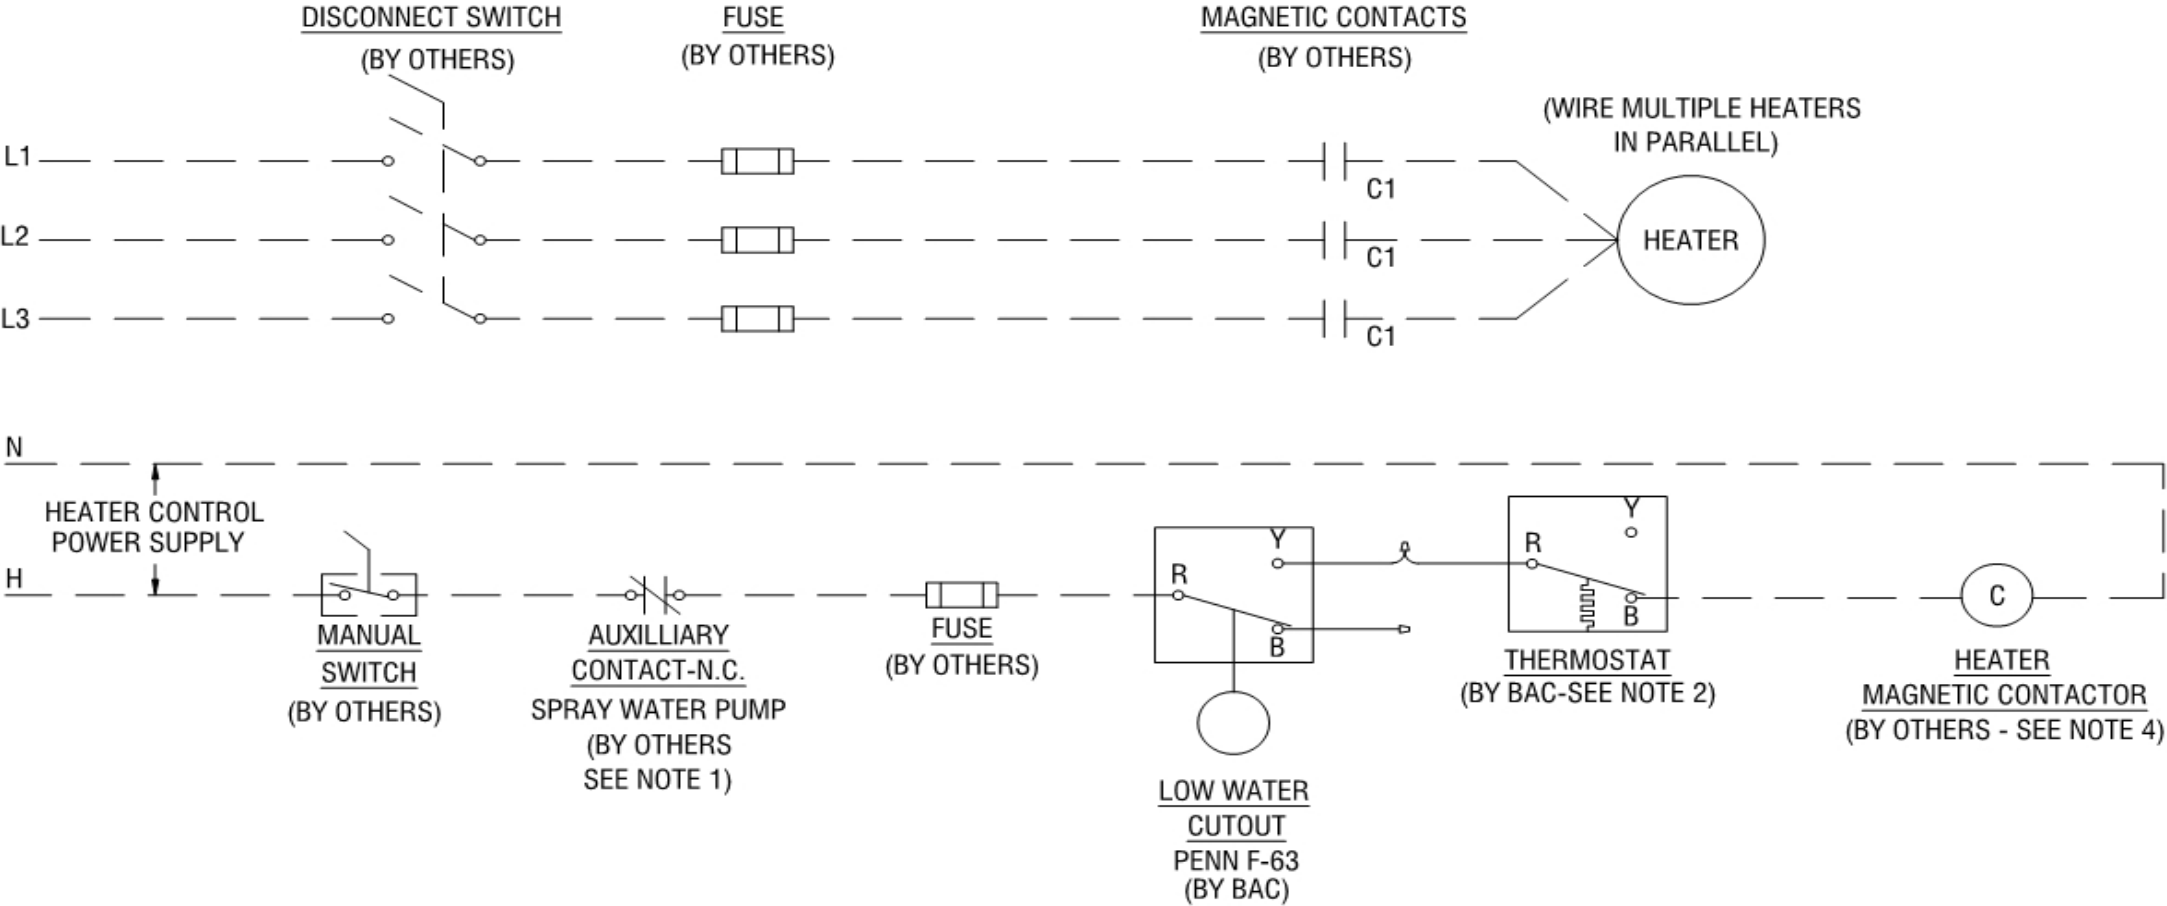 DISCONNECT SWITCH
(BY OTHERS)
FUSE
(BY OTHERS)
MAGNETIC CONTACTS
(BY OTHERS)
(WIRE MULTIPLE HEATERS
IN PARALLEL)
L1
C1
L2
C1
HEATER
L3
C1
N
HEATER CONTROL
POWER SUPPLY
H
MANUAL
SWITCH
(BY OTHERS)
AUXILLIARY
CONTACT-N.C.
SPRAY WATER PUMP
(BY OTHERS
SEE NOTE 1)
FUSE
(BY OTHERS)
R
Y
B
LOW WATER
CUTOUT
PENN F-63
(BY BAC)
R
Y
B
THERMOSTAT
(BY BAC-SEE NOTE 2)
C
HEATER
MAGNETIC CONTACTOR
(BY OTHERS - SEE NOTE 4)